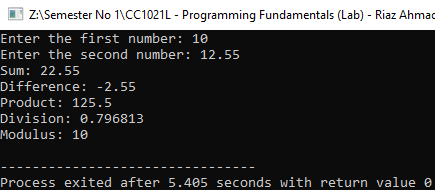 Z:\Semester No 1\CC1021L - Programming Fundamentals (Lab) - Riaz Ahmad
Enter the first number: 10
Enter the second number: 12.55
Sum: 22.55
Difference: -2.55
Product: 125.5
Division: 0.796813
Modulus: 10
--------------------------------
Process exited after 5.405 seconds with return value 0